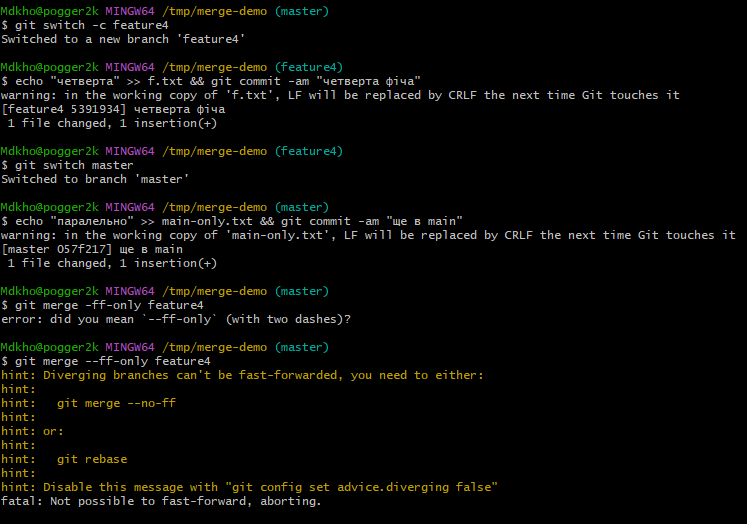 Mdkho@pogger2k MINGW64 /tmp/merge-demo (master)
$ git switch -c feature4
Switched to a new branch 'feature4'
Mdkho@pogger2k MINGW64 /tmp/merge-demo (feature4)
$ echo "четверта" >> f.txt && git commit -am "четверта фіча"
warning: in the working copy of 'f.txt', LF will be replaced by CRLF the next time Git touches it
[feature4 5391934] четверта фіча
 1 file changed, 1 insertion(+)
Mdkho@pogger2k MINGW64 /tmp/merge-demo (feature4)
$ git switch master
Switched to branch 'master'
Mdkho@pogger2k MINGW64 /tmp/merge-demo (master)
$ echo "паралельно" >> main-only.txt && git commit -am "ще в main"
warning: in the working copy of 'main-only.txt', LF will be replaced by CRLF the next time Git touches it
[master 057f217] ще в main
 1 file changed, 1 insertion(+)
Mdkho@pogger2k MINGW64 /tmp/merge-demo (master)
$ git merge -ff-only feature4
error: did you mean `--ff-only` (with two dashes)?
Mdkho@pogger2k MINGW64 /tmp/merge-demo (master)
$ git merge --ff-only feature4
hint: Diverging branches can't be fast-forwarded, you need to either:
hint:
hint:   git merge --no-ff
hint:
hint: or:
hint:
hint:   git rebase
hint:
hint: Disable this message with "git config set advice.diverging false"
fatal: Not possible to fast-forward, aborting.